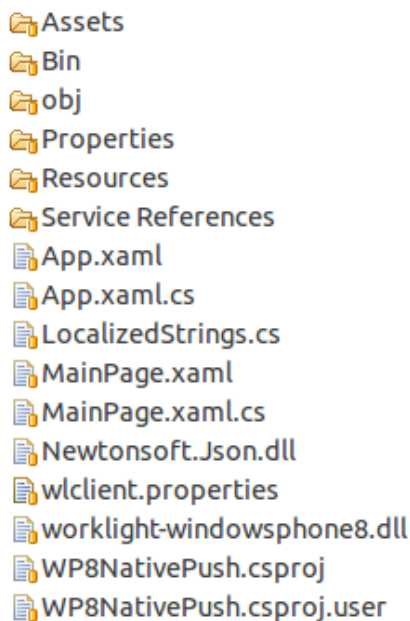 Assets
Bin
obj
Properties
Resources
Service References
App.xaml
App.xaml.cs
LocalizedStrings.cs
MainPage.xaml
MainPage.xaml.cs
Newtonsoft.Json.dll
wlclient.properties
worklight-windowsphone8.dll
WP8NativePush.csproj
WP8NativePush.csproj.user